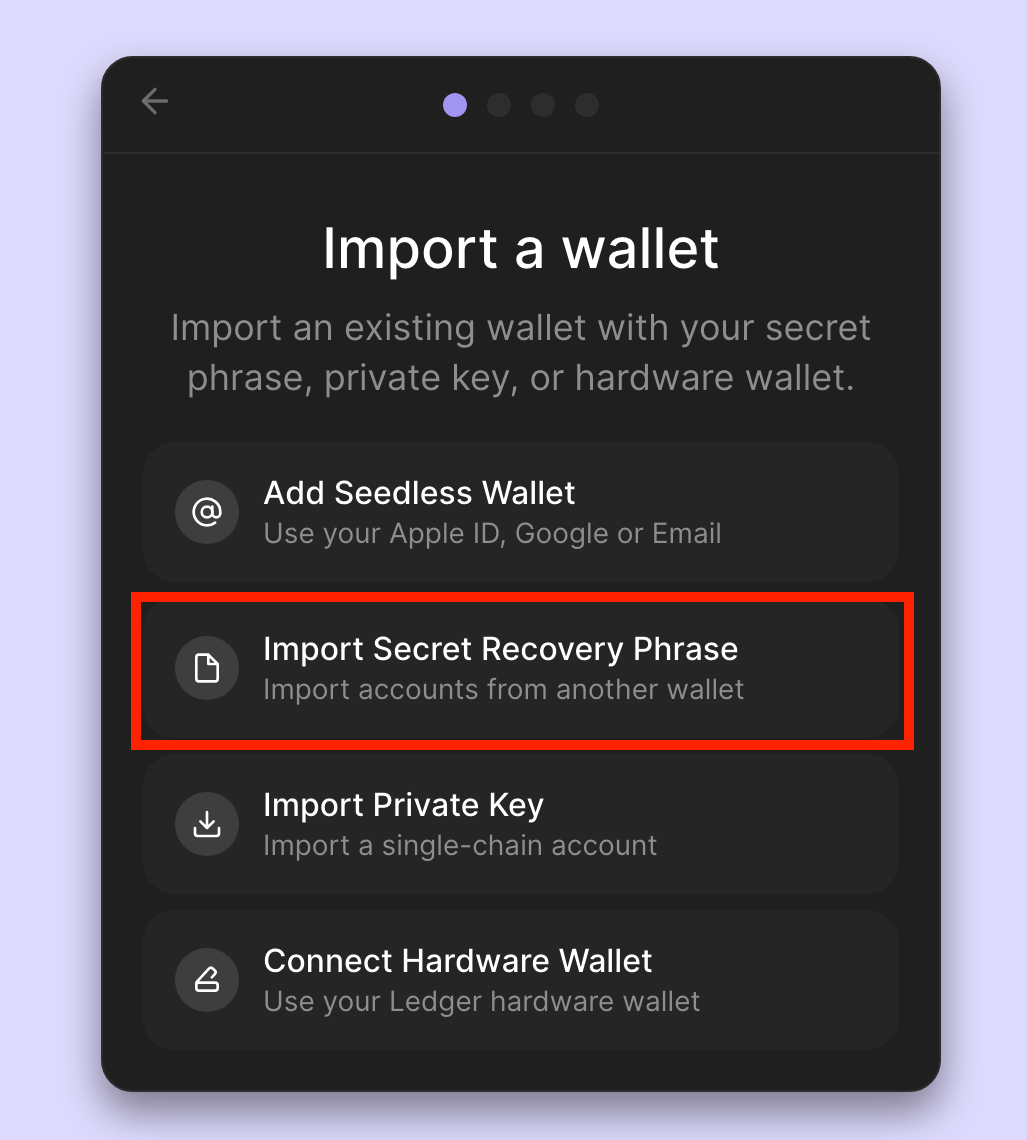 Import a wallet
Import an existing wallet with your secret
phrase, private key, or hardware wallet.
Add Seedless Wallet
Use your Apple ID, Google or Email
Import Secret Recovery Phrase
Import accounts from another wallet
Import Private Key
Import a single-chain account
Connect Hardware Wallet
Use your Ledger hardware wallet